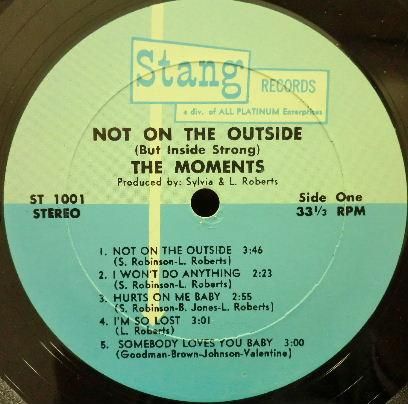 Stang
RECORDS
a div. of ALL PLATINUM Enterprises
NOT ON THE OUTSIDE
(But Inside Strong)
THE MOMENTS
Produced by: Sylvia & L. Roberts
ST 1001 Side One
STEREO 33⅓ RPM
1. NOT ON THE OUTSIDE 3:46
(S. Robinson-L. Roberts)
2. I WON'T DO ANYTHING 2:23
(S. Robinson-L. Roberts)
3. HURTS ON ME BABY 2:55
(S. Robinson-B. Jones-L. Roberts)
4. I'M SO LOST 3:01
(L. Roberts)
5. SOMEBODY LOVES YOU BABY 3:00
(Goodman-Brown-Johnson-Valentine)